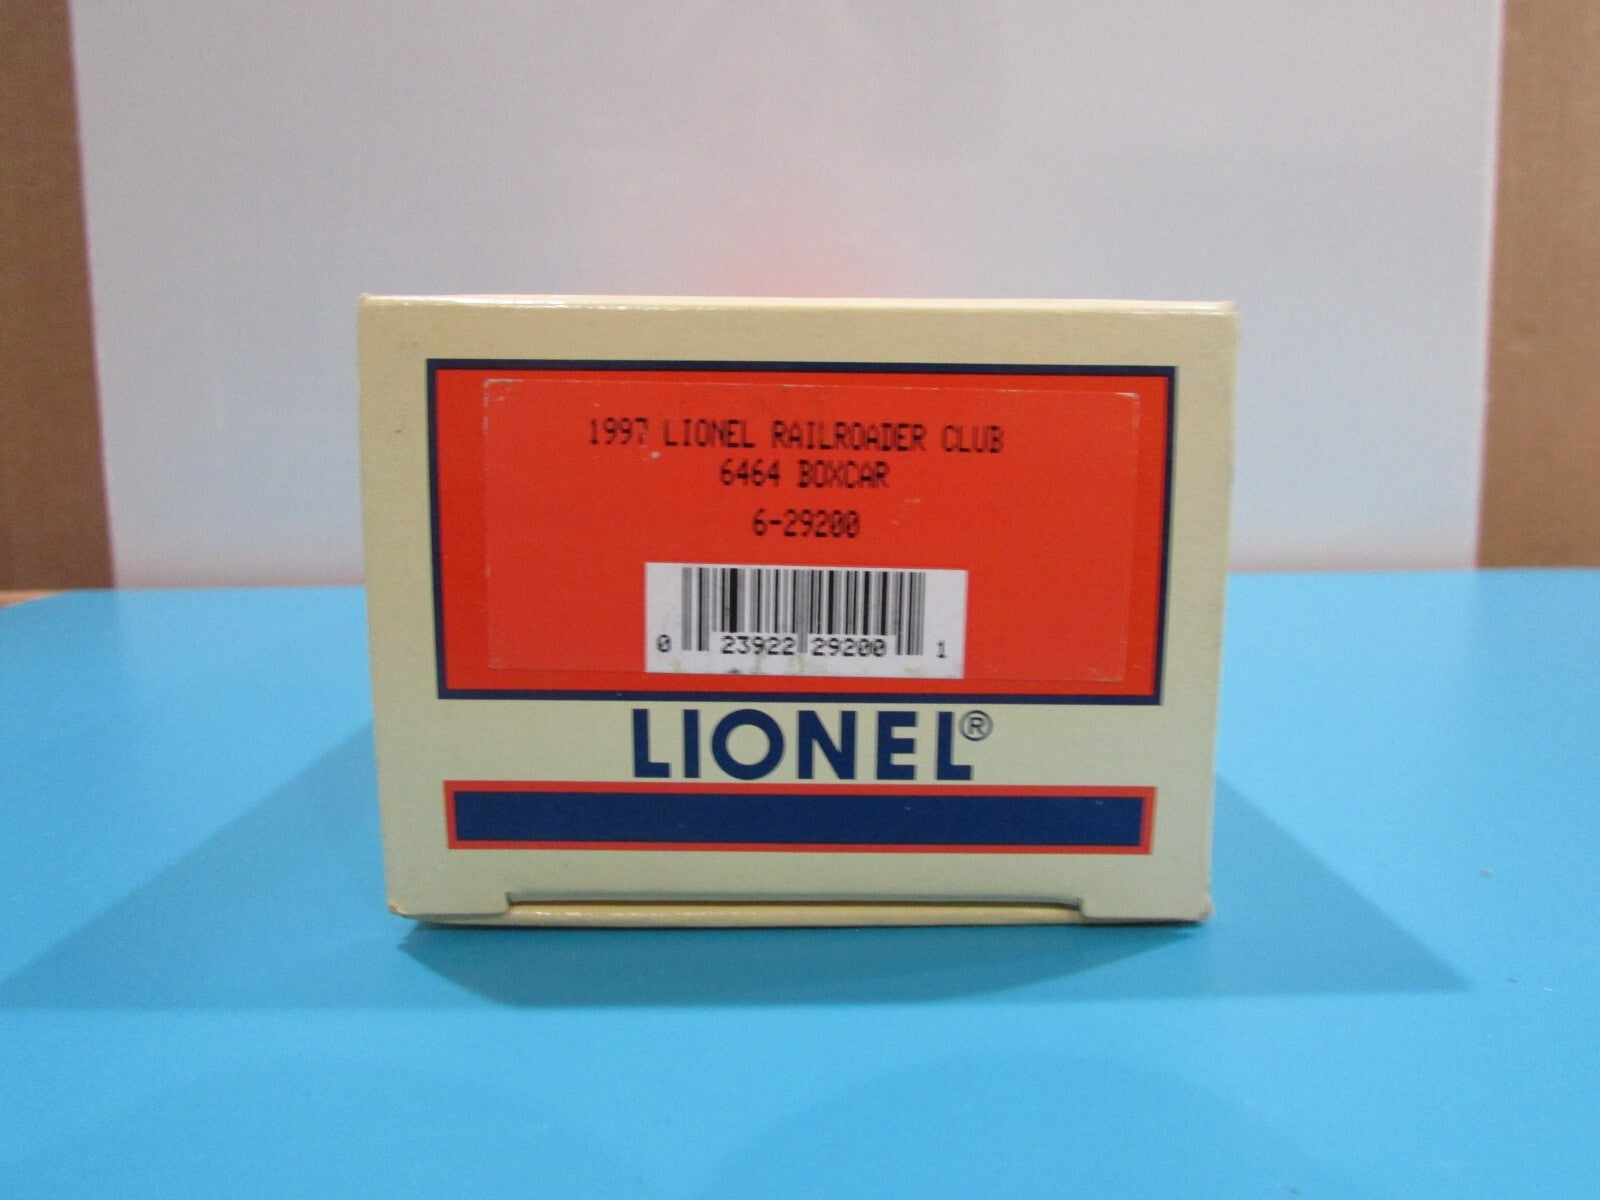 1997 LIONEL RAILROADER CLUB
6464 BOXCAR
6-29200
0 23922 29200 1
LIONEL®